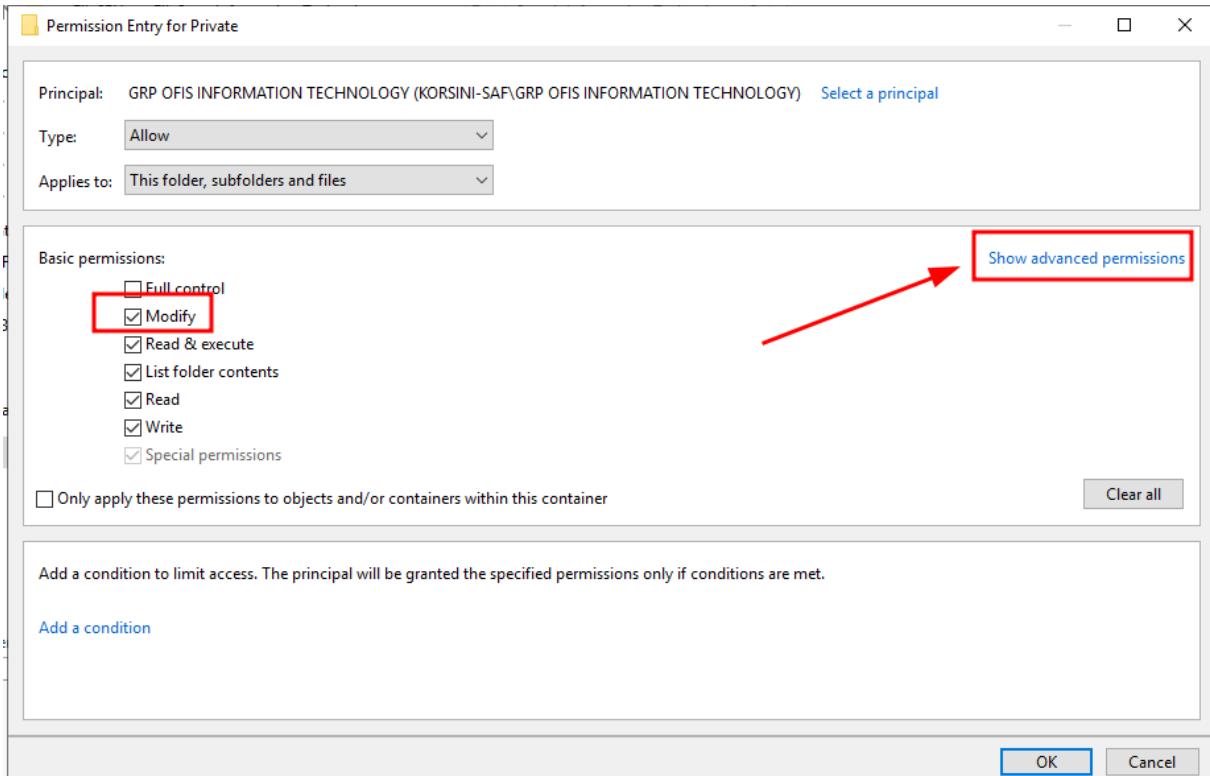 Permission Entry for Private
Principal: GRP OFIS INFORMATION TECHNOLOGY (KORSINI-SAF\GRP OFIS INFORMATION TECHNOLOGY) Select a principal
Type: Allow
Applies to: This folder, subfolders and files
Basic permissions: Show advanced permissions
Full control
Modify
Read & execute
List folder contents
Read
Write
Special permissions
Only apply these permissions to objects and/or containers within this container
Clear all
Add a condition to limit access. The principal will be granted the specified permissions only if conditions are met.
Add a condition
OK Cancel